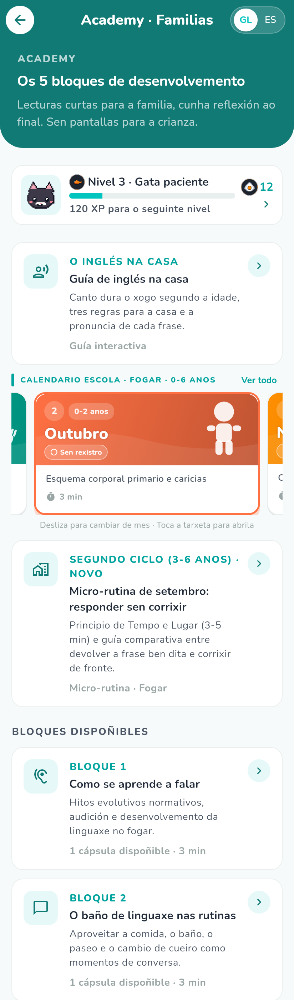 Academy · Familias
GL ES
ACADEMY
Os 5 bloques de desenvolvemento
Lecturas curtas para a familia, cunha reflexión ao
final. Sen pantallas para a crianza.
Nivel 3 · Gata paciente
12
120 XP para o seguinte nivel
O INGLÉS NA CASA
Guía de inglés na casa
Canto dura o xogo segundo a idade,
tres regras para a casa e a
pronuncia de cada frase.
Guía interactiva
CALENDARIO ESCOLA · FOGAR · 0-6 ANOS
Ver todo
2 0-2 anos
Outubro
Sen rexistro
Esquema corporal primario e caricias
3 min
Desliza para cambiar de mes · Toca a tarxeta para abrila
SEGUNDO CICLO (3-6 ANOS) ·
NOVO
Micro-rutina de setembro:
responder sen corrixir
Principio de Tempo e Lugar (3-5
min) e guía comparativa entre
devolver a frase ben dita e corrixir
de fronte.
Micro-rutina · Fogar
BLOQUES DISPOÑIBLES
BLOQUE 1
Como se aprende a falar
Hitos evolutivos normativos,
audición e desenvolvemento da
linguaxe no fogar.
1 cápsula dispoñible · 3 min
BLOQUE 2
O baño de linguaxe nas rutinas
Aproveitar a comida, o baño, o
paseo e o cambio de cueiro como
momentos de conversa.
1 cápsula dispoñible · 3 min